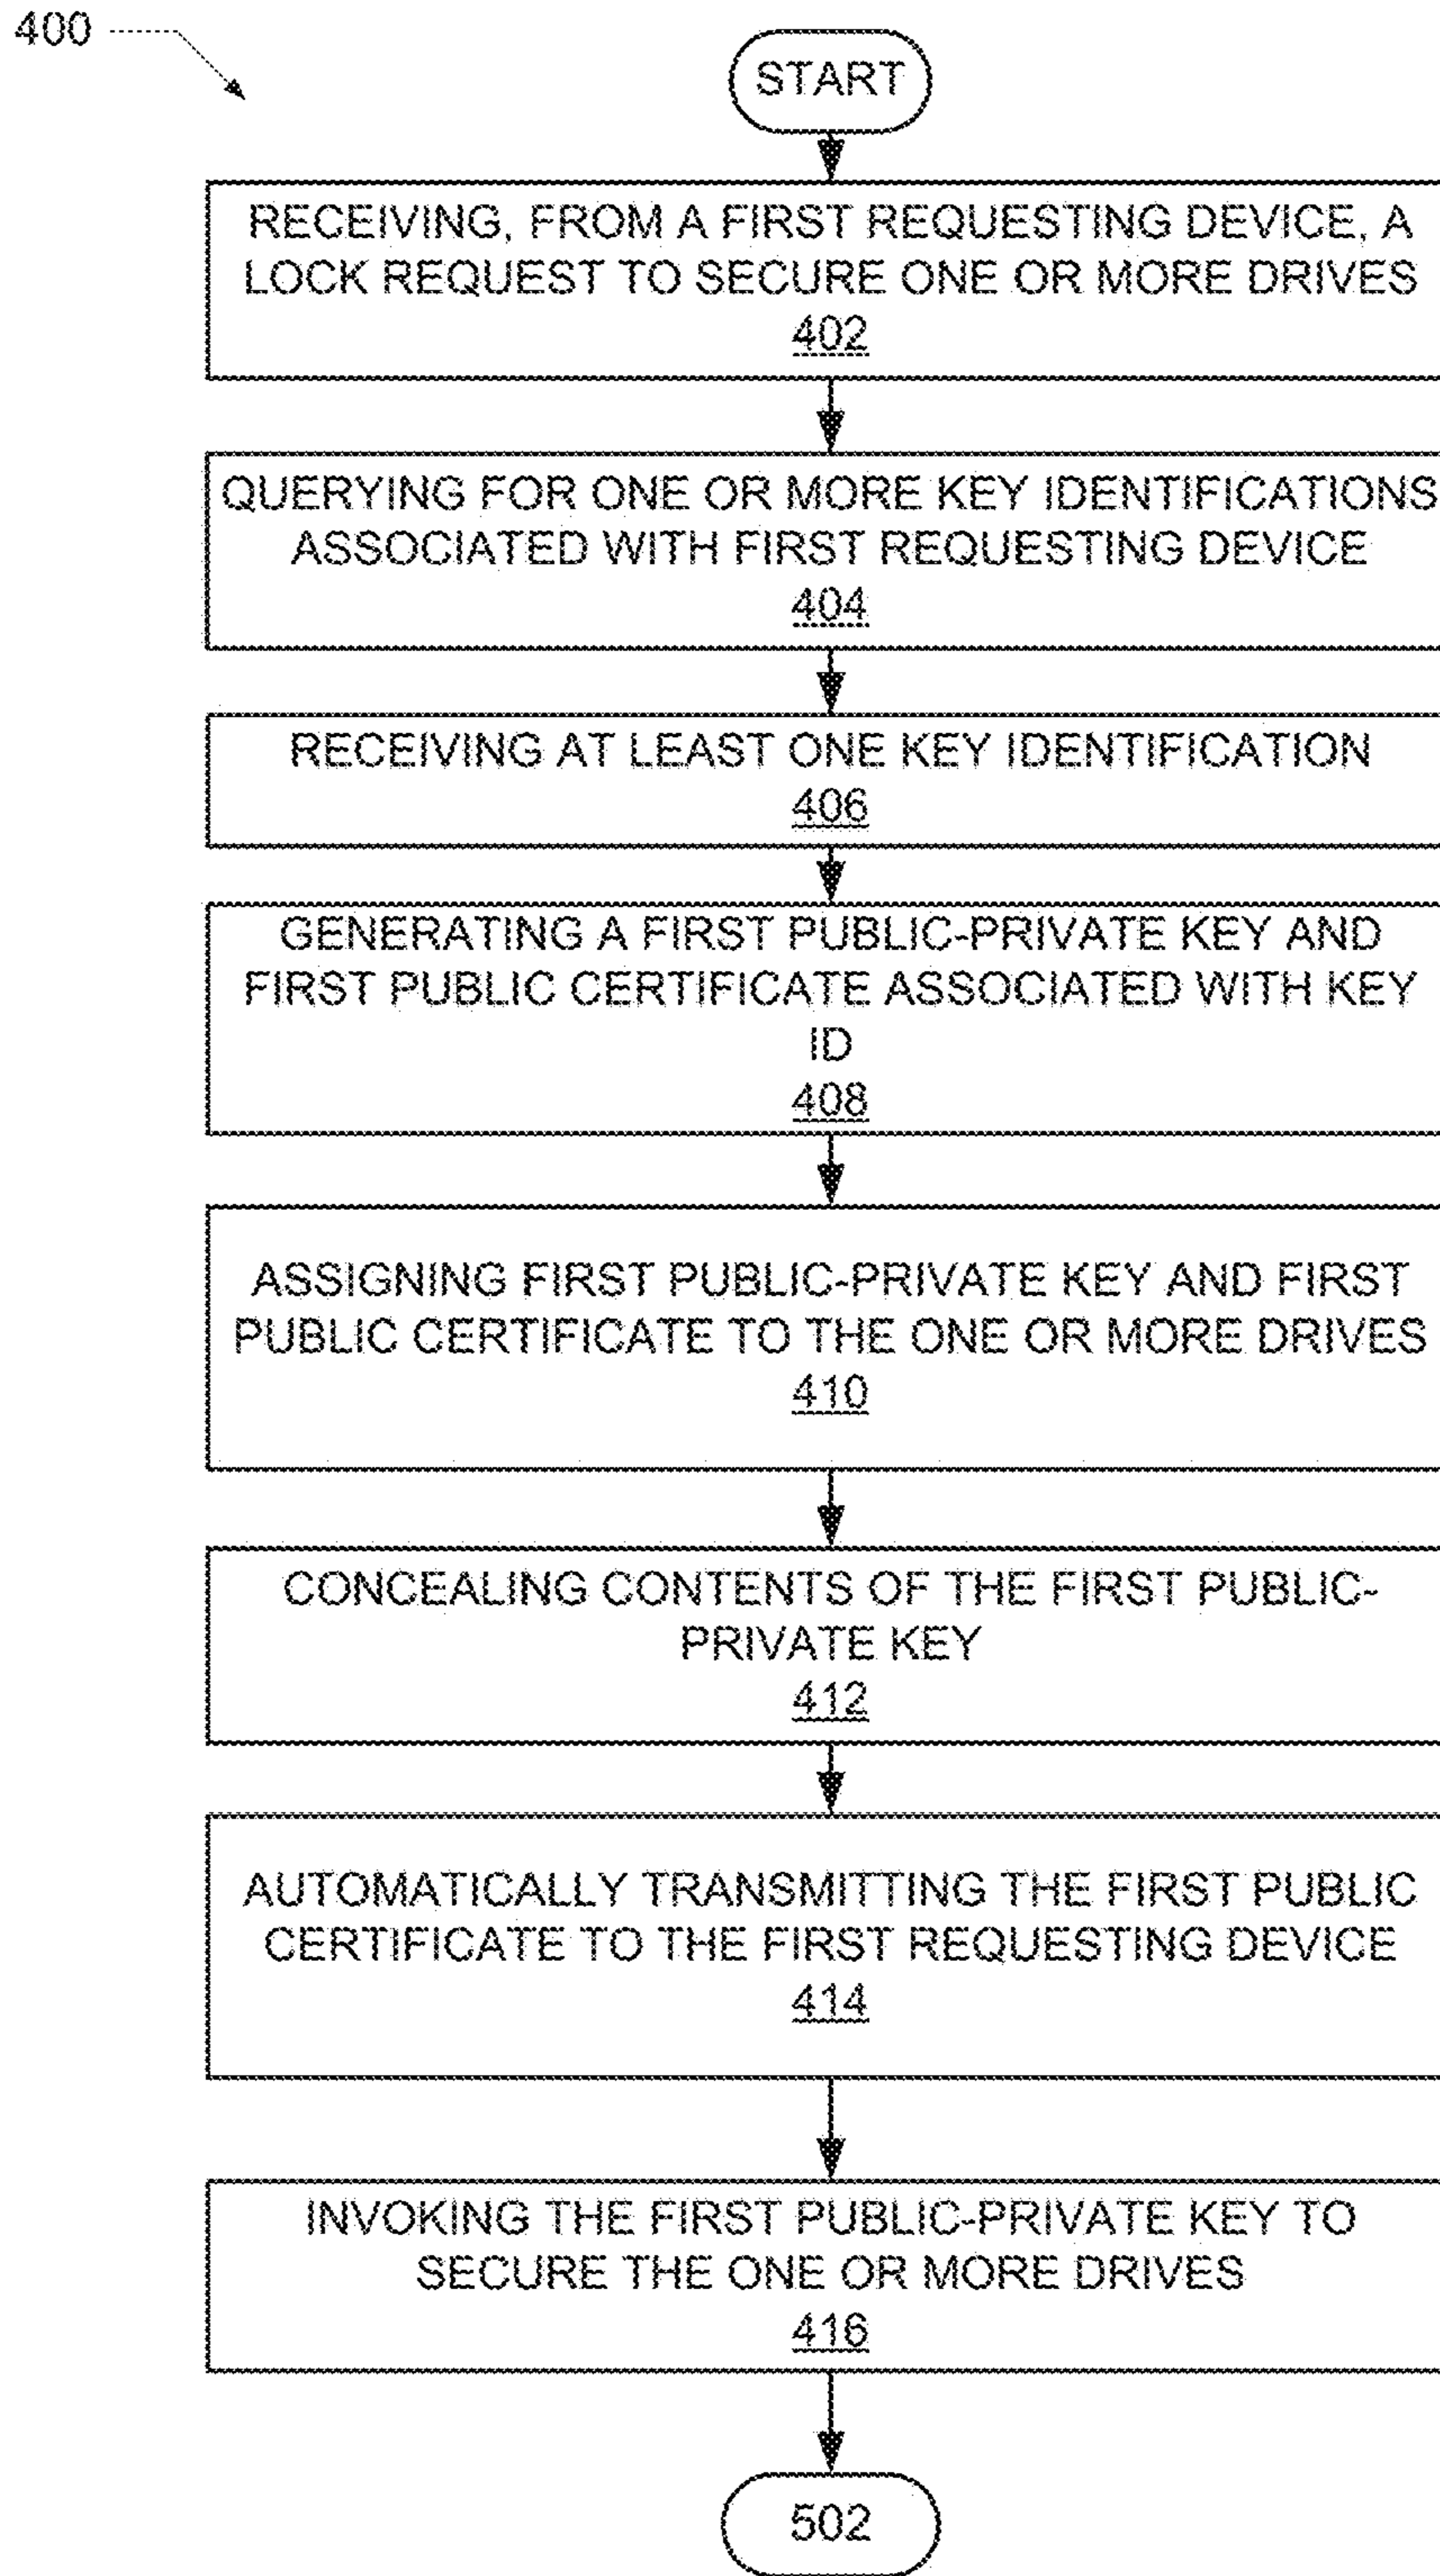 400
START
RECEIVING, FROM A FIRST REQUESTING DEVICE, A
LOCK REQUEST TO SECURE ONE OR MORE DRIVES
402
QUERYING FOR ONE OR MORE KEY IDENTIFICATIONS
ASSOCIATED WITH FIRST REQUESTING DEVICE
404
RECEIVING AT LEAST ONE KEY IDENTIFICATION
406
GENERATING A FIRST PUBLIC-PRIVATE KEY AND
FIRST PUBLIC CERTIFICATE ASSOCIATED WITH KEY
ID
408
ASSIGNING FIRST PUBLIC-PRIVATE KEY AND FIRST
PUBLIC CERTIFICATE TO THE ONE OR MORE DRIVES
410
CONCEALING CONTENTS OF THE FIRST PUBLIC-
PRIVATE KEY
412
AUTOMATICALLY TRANSMITTING THE FIRST PUBLIC
CERTIFICATE TO THE FIRST REQUESTING DEVICE
414
INVOKING THE FIRST PUBLIC-PRIVATE KEY TO
SECURE THE ONE OR MORE DRIVES
416
502